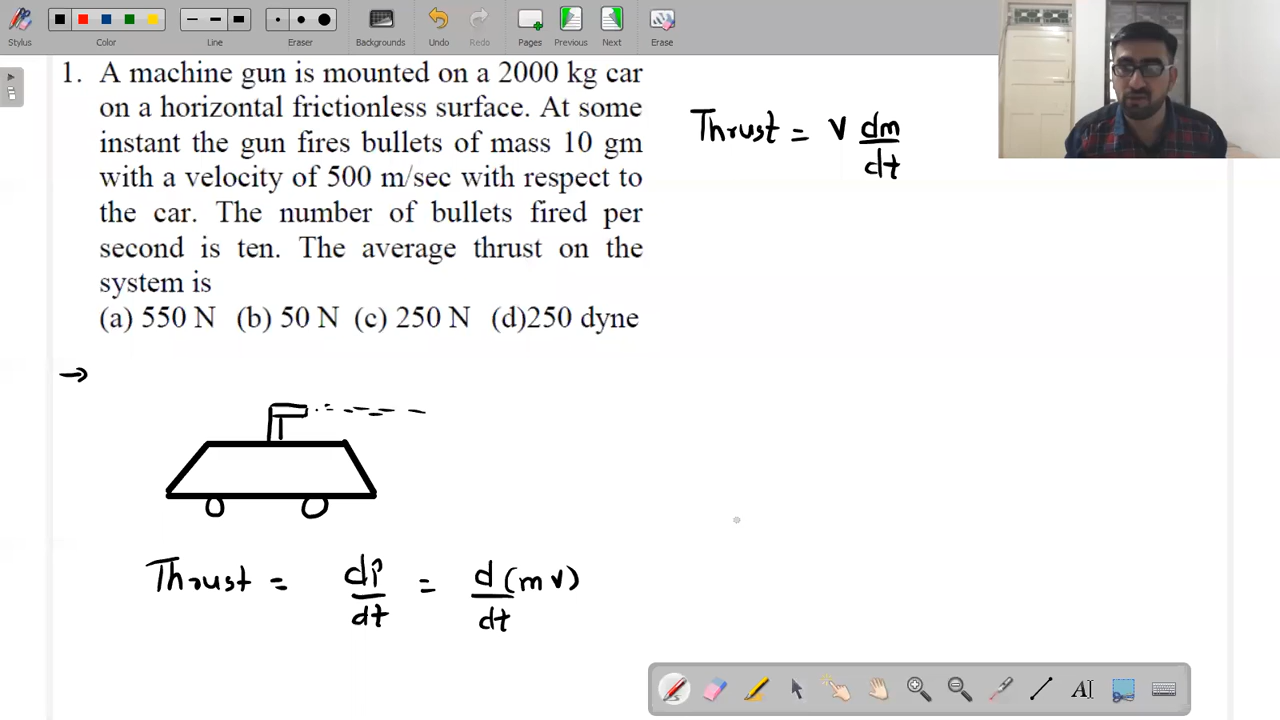 Stylus
Color
Line
Eraser
Backgrounds
Undo
Redo
Pages
Previous
Next
Erase
1. A machine gun is mounted on a 2000 kg car
on a horizontal frictionless surface. At some
instant the gun fires bullets of mass 10 gm
with a velocity of 500 m/sec with respect to
the car. The number of bullets fired per
second is ten. The average thrust on the
system is
(a) 550 N (b) 50 N (c) 250 N (d)250 dyne
→
Thrust = dP/dt = d/dt (mv)
Thrust = v dm/dt
AI